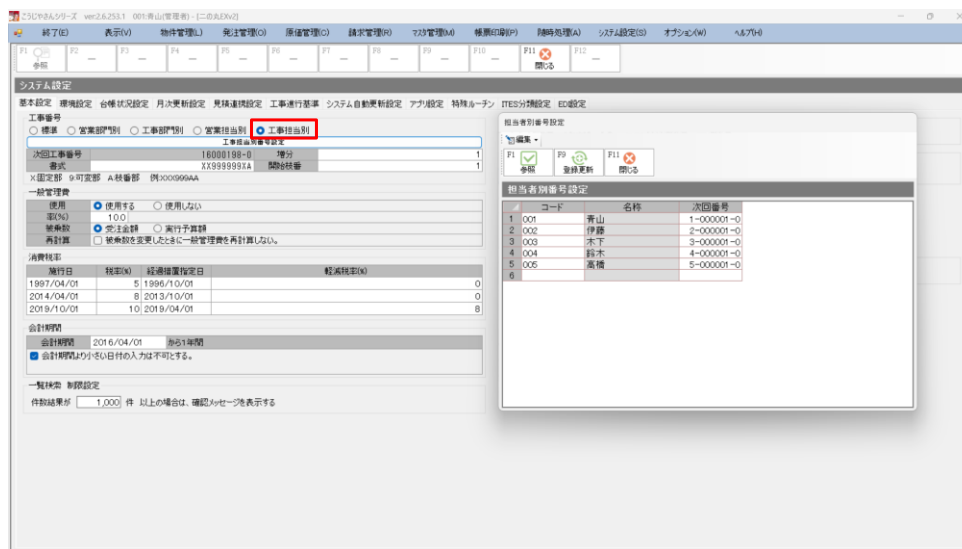 こうじやさんシリーズ ver:2.6.253.1 001:青山(管理者) - [二の丸EXv2]
終了(E) 表示(V) 物件管理(L) 発注管理(O) 原価管理(C) 請求管理(R) マスタ管理(M) 帳票印刷(P) 随時処理(A) システム設定(S) オプション(W) ヘルプ(H)
F1 F2 F3 F4 F5 F6 F7 F8 F9 F10 F11 F12
参照 閉じる
システム設定
基本設定 環境設定 台帳状況設定 月次更新設定 見積連携設定 工事進行基準 システム自動更新設定 アプリ設定 特殊ルーチン ITES分類設定 EDI設定
工事番号
標準 営業部門別 工事部門別 営業担当別 工事担当別
工事担当別番号設定
次回工事番号 16000198-0 増分 1
書式 XX999999XA 開始枝番 1
X:固定部 9:可変部 A:枝番部 例:XXX999AA
一般管理費
使用 使用する 使用しない
率(%) 10.0
被乗数 受注金額 実行予算額
再計算 被乗数を変更したときに一般管理費を再計算しない。
消費税率
施行日 税率(%) 経過措置指定日 軽減税率(%)
1997/04/01 5 1996/10/01 0
2014/04/01 8 2013/10/01 0
2019/10/01 10 2019/04/01 8
会計期間
会計期間 2016/04/01 から1年間
会計期間より小さい日付の入力は不可とする。
一覧検索 制限設定
件数結果が 1,000 件 以上の場合は、確認メッセージを表示する
担当者別番号設定
編集
F1 F9 F11
参照 登録更新 閉じる
担当者別番号設定
コード 名称 次回番号
1 001 青山 1-000001-0
2 002 伊藤 2-000001-0
3 003 木下 3-000001-0
4 004 鈴木 4-000001-0
5 005 高橋 5-000001-0
6